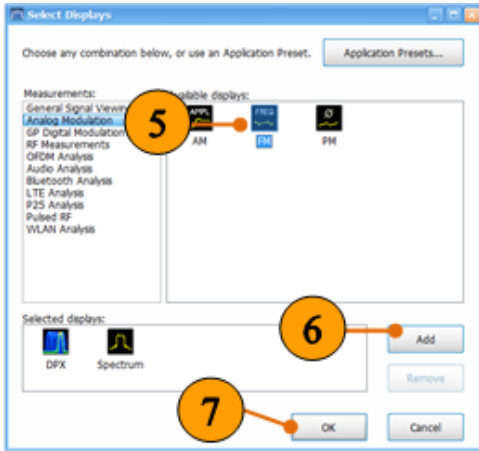 Select Displays
Choose any combination below, or use an Application Preset.
Application Presets...
Measurements:
General Signal Viewing
Analog Modulation
GP Digital Modulation
RF Measurements
OFDM Analysis
Audio Analysis
Bluetooth Analysis
LTE Analysis
P25 Analysis
Pulsed RF
WLAN Analysis
5
ailable displays:
AMPL
AM
FREQ
FM
Ø
PM
Selected displays:
DPX
Spectrum
6
Add
Remove
7
OK
Cancel